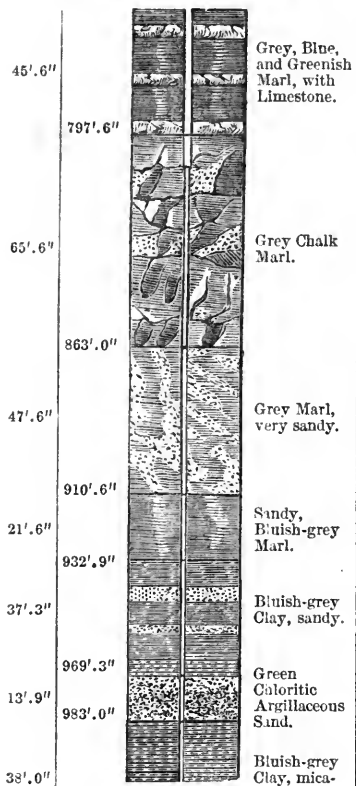 45'.6"
Grey, Blue,
and Greenish
Marl, with
Limestone.
797'.6"
65'.6"
Grey Chalk
Marl.
863'.0"
47'.6"
Grey Marl,
very sandy.
910'.6"
21'.6"
Sandy,
Bluish-grey
Marl.
932'.9"
37'.3"
Bluish-grey
Clay, sandy.
969'.3"
13'.9"
Green
Cbloritic
Argillaceous
Sand.
983'.0"
38'.0"
Bluish-grey
Clay, mica-